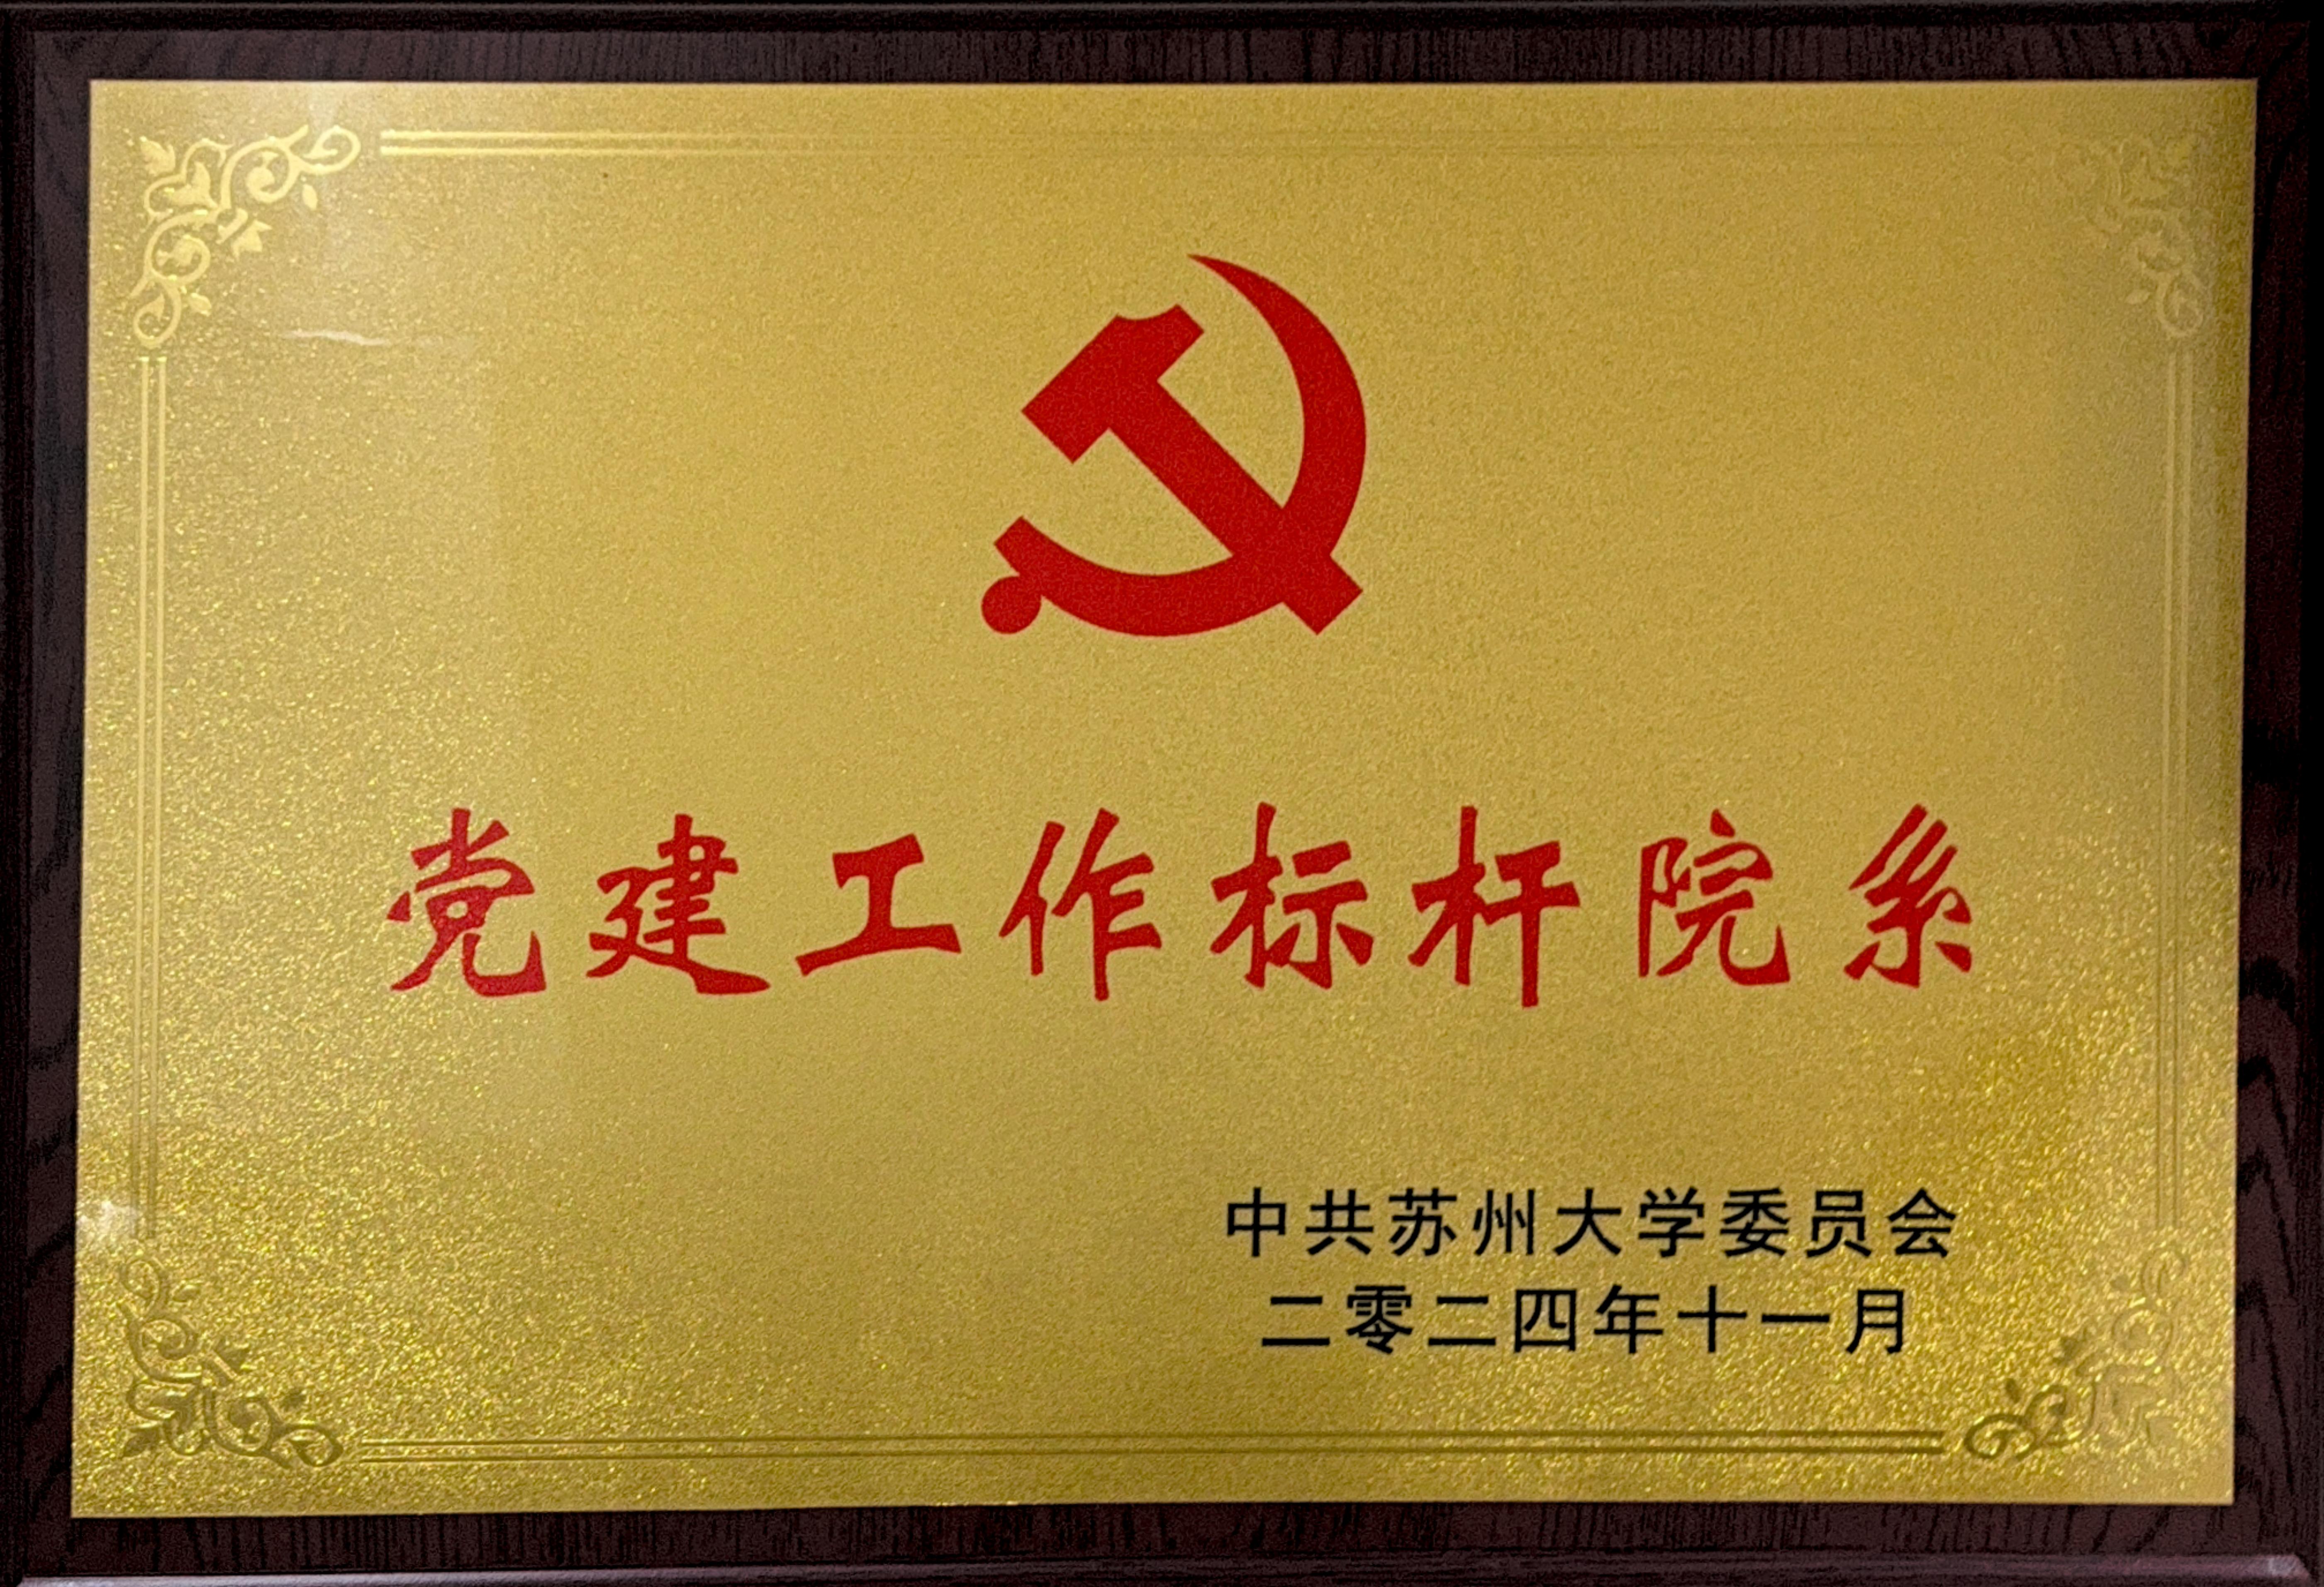 党建工作标杆院系
中共苏州大学委员会
二零二四年十一月